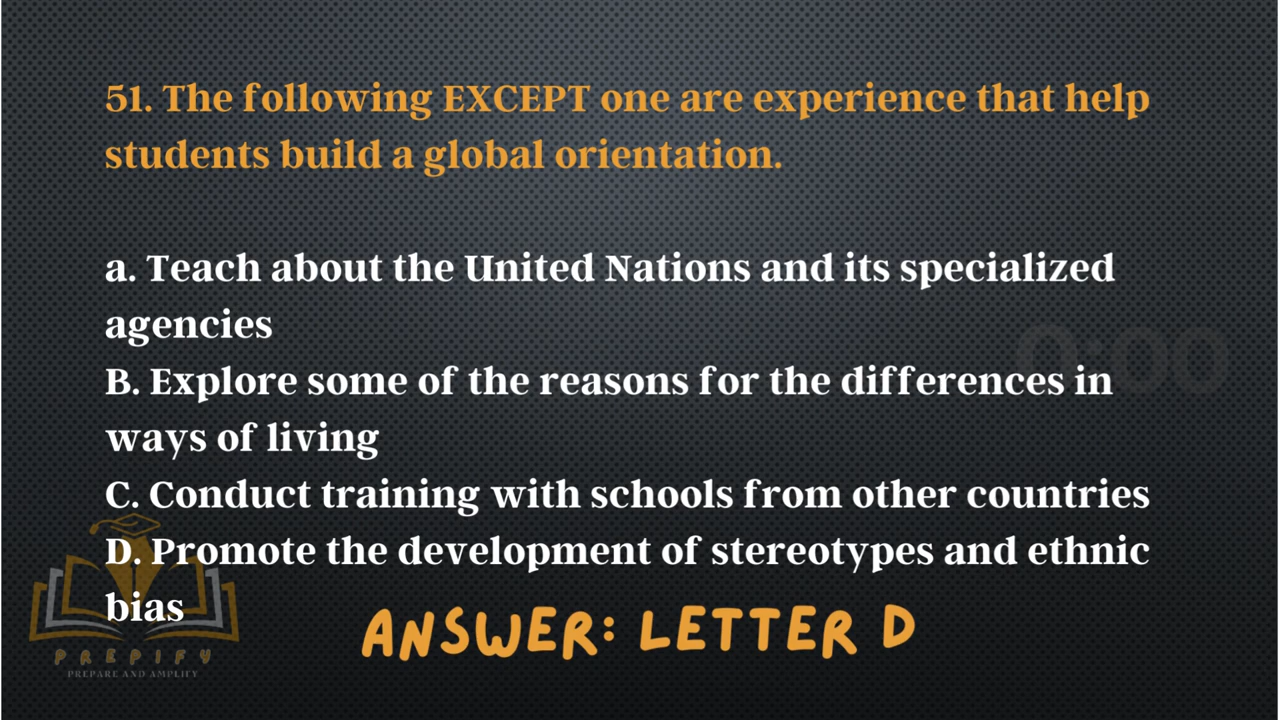 51. The following EXCEPT one are experience that help
students build a global orientation.
a. Teach about the United Nations and its specialized
agencies
B. Explore some of the reasons for the differences in
ways of living
C. Conduct training with schools from other countries
D. Promote the development of stereotypes and ethnic
bias
ANSWER: LETTER D
PREPIFY
PREPARE AND AMPLIFY
0:00